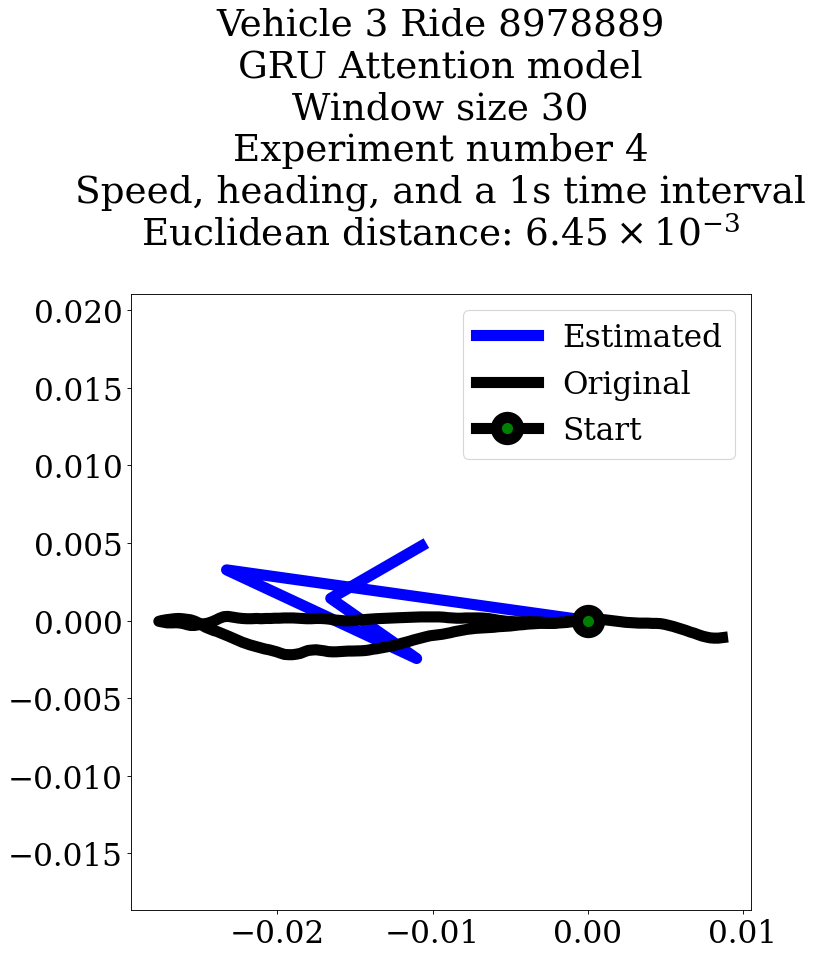 Vehicle 3 Ride 8978889
GRU Attention model
Window size 30
Experiment number 4
Speed, heading, and a 1s time interval
Euclidean distance: 6.45 × 10⁻³
Estimated
Original
Start
0.020
0.015
0.010
0.005
0.000
−0.005
−0.010
−0.015
−0.02 −0.01 0.00 0.01